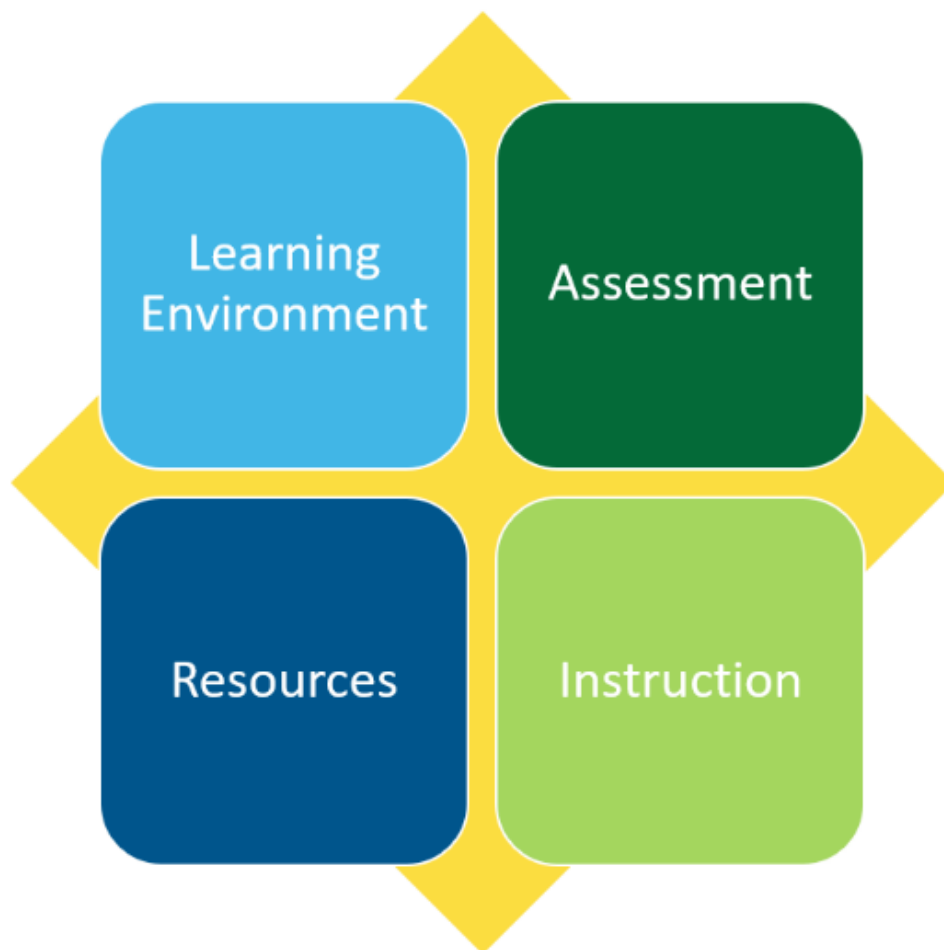 Learning
Environment
Assessment
Resources
Instruction